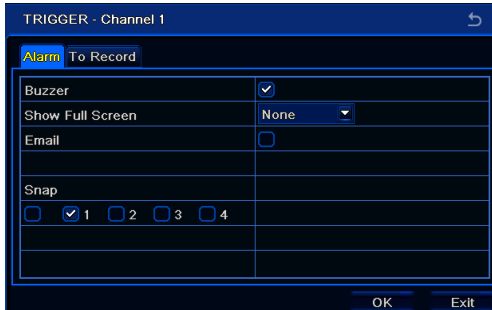 TRIGGER - Channel 1
Alarm To Record
Buzzer
Show Full Screen None
Email
Snap
1 2 3 4
OK Exit